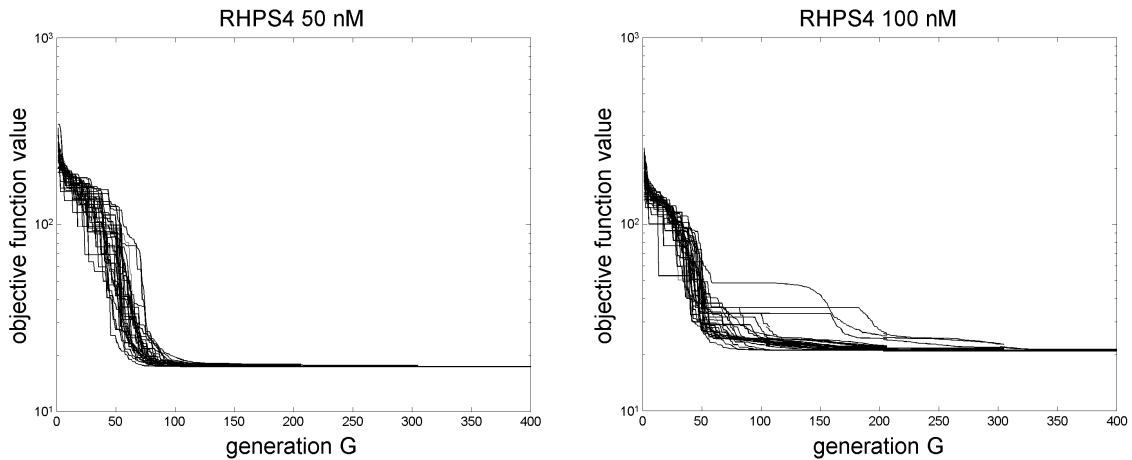 RHPS4 50 nM
10³
10²
10¹
objective function value
0 50 100 150 200 250 300 350 400
generation G
RHPS4 100 nM
10³
10²
10¹
objective function value
0 50 100 150 200 250 300 350 400
generation G